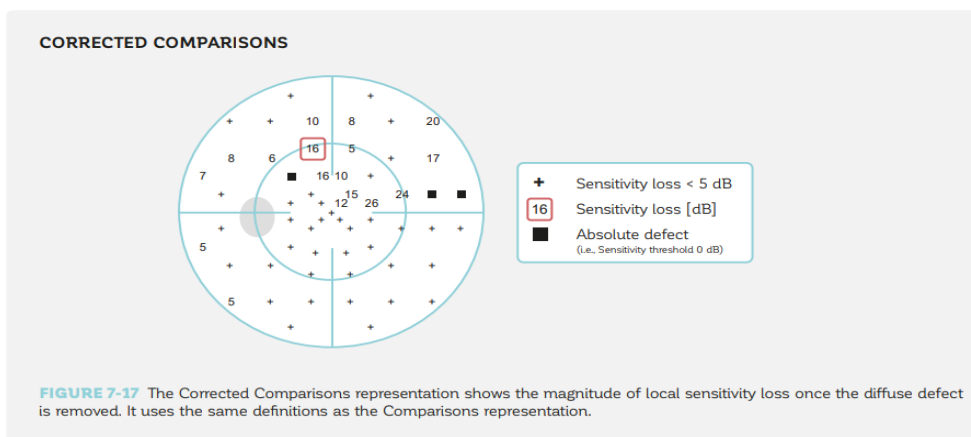 CORRECTED COMPARISONS
+ +
+ + 10 8 + 20
16 5
8 6 + 17
7 ■ 16 10 +
+ + 15 24 ■ ■
+ + 12 26
+
+ + + +
+ + + + + +
5 + +
+ +
+ + + +
+ +
5 + + + + +
+ +
+ Sensitivity loss < 5 dB
16 Sensitivity loss [dB]
■ Absolute defect
(i.e., Sensitivity threshold 0 dB)
FIGURE 7-17 The Corrected Comparisons representation shows the magnitude of local sensitivity loss once the diffuse defect
is removed. It uses the same definitions as the Comparisons representation.